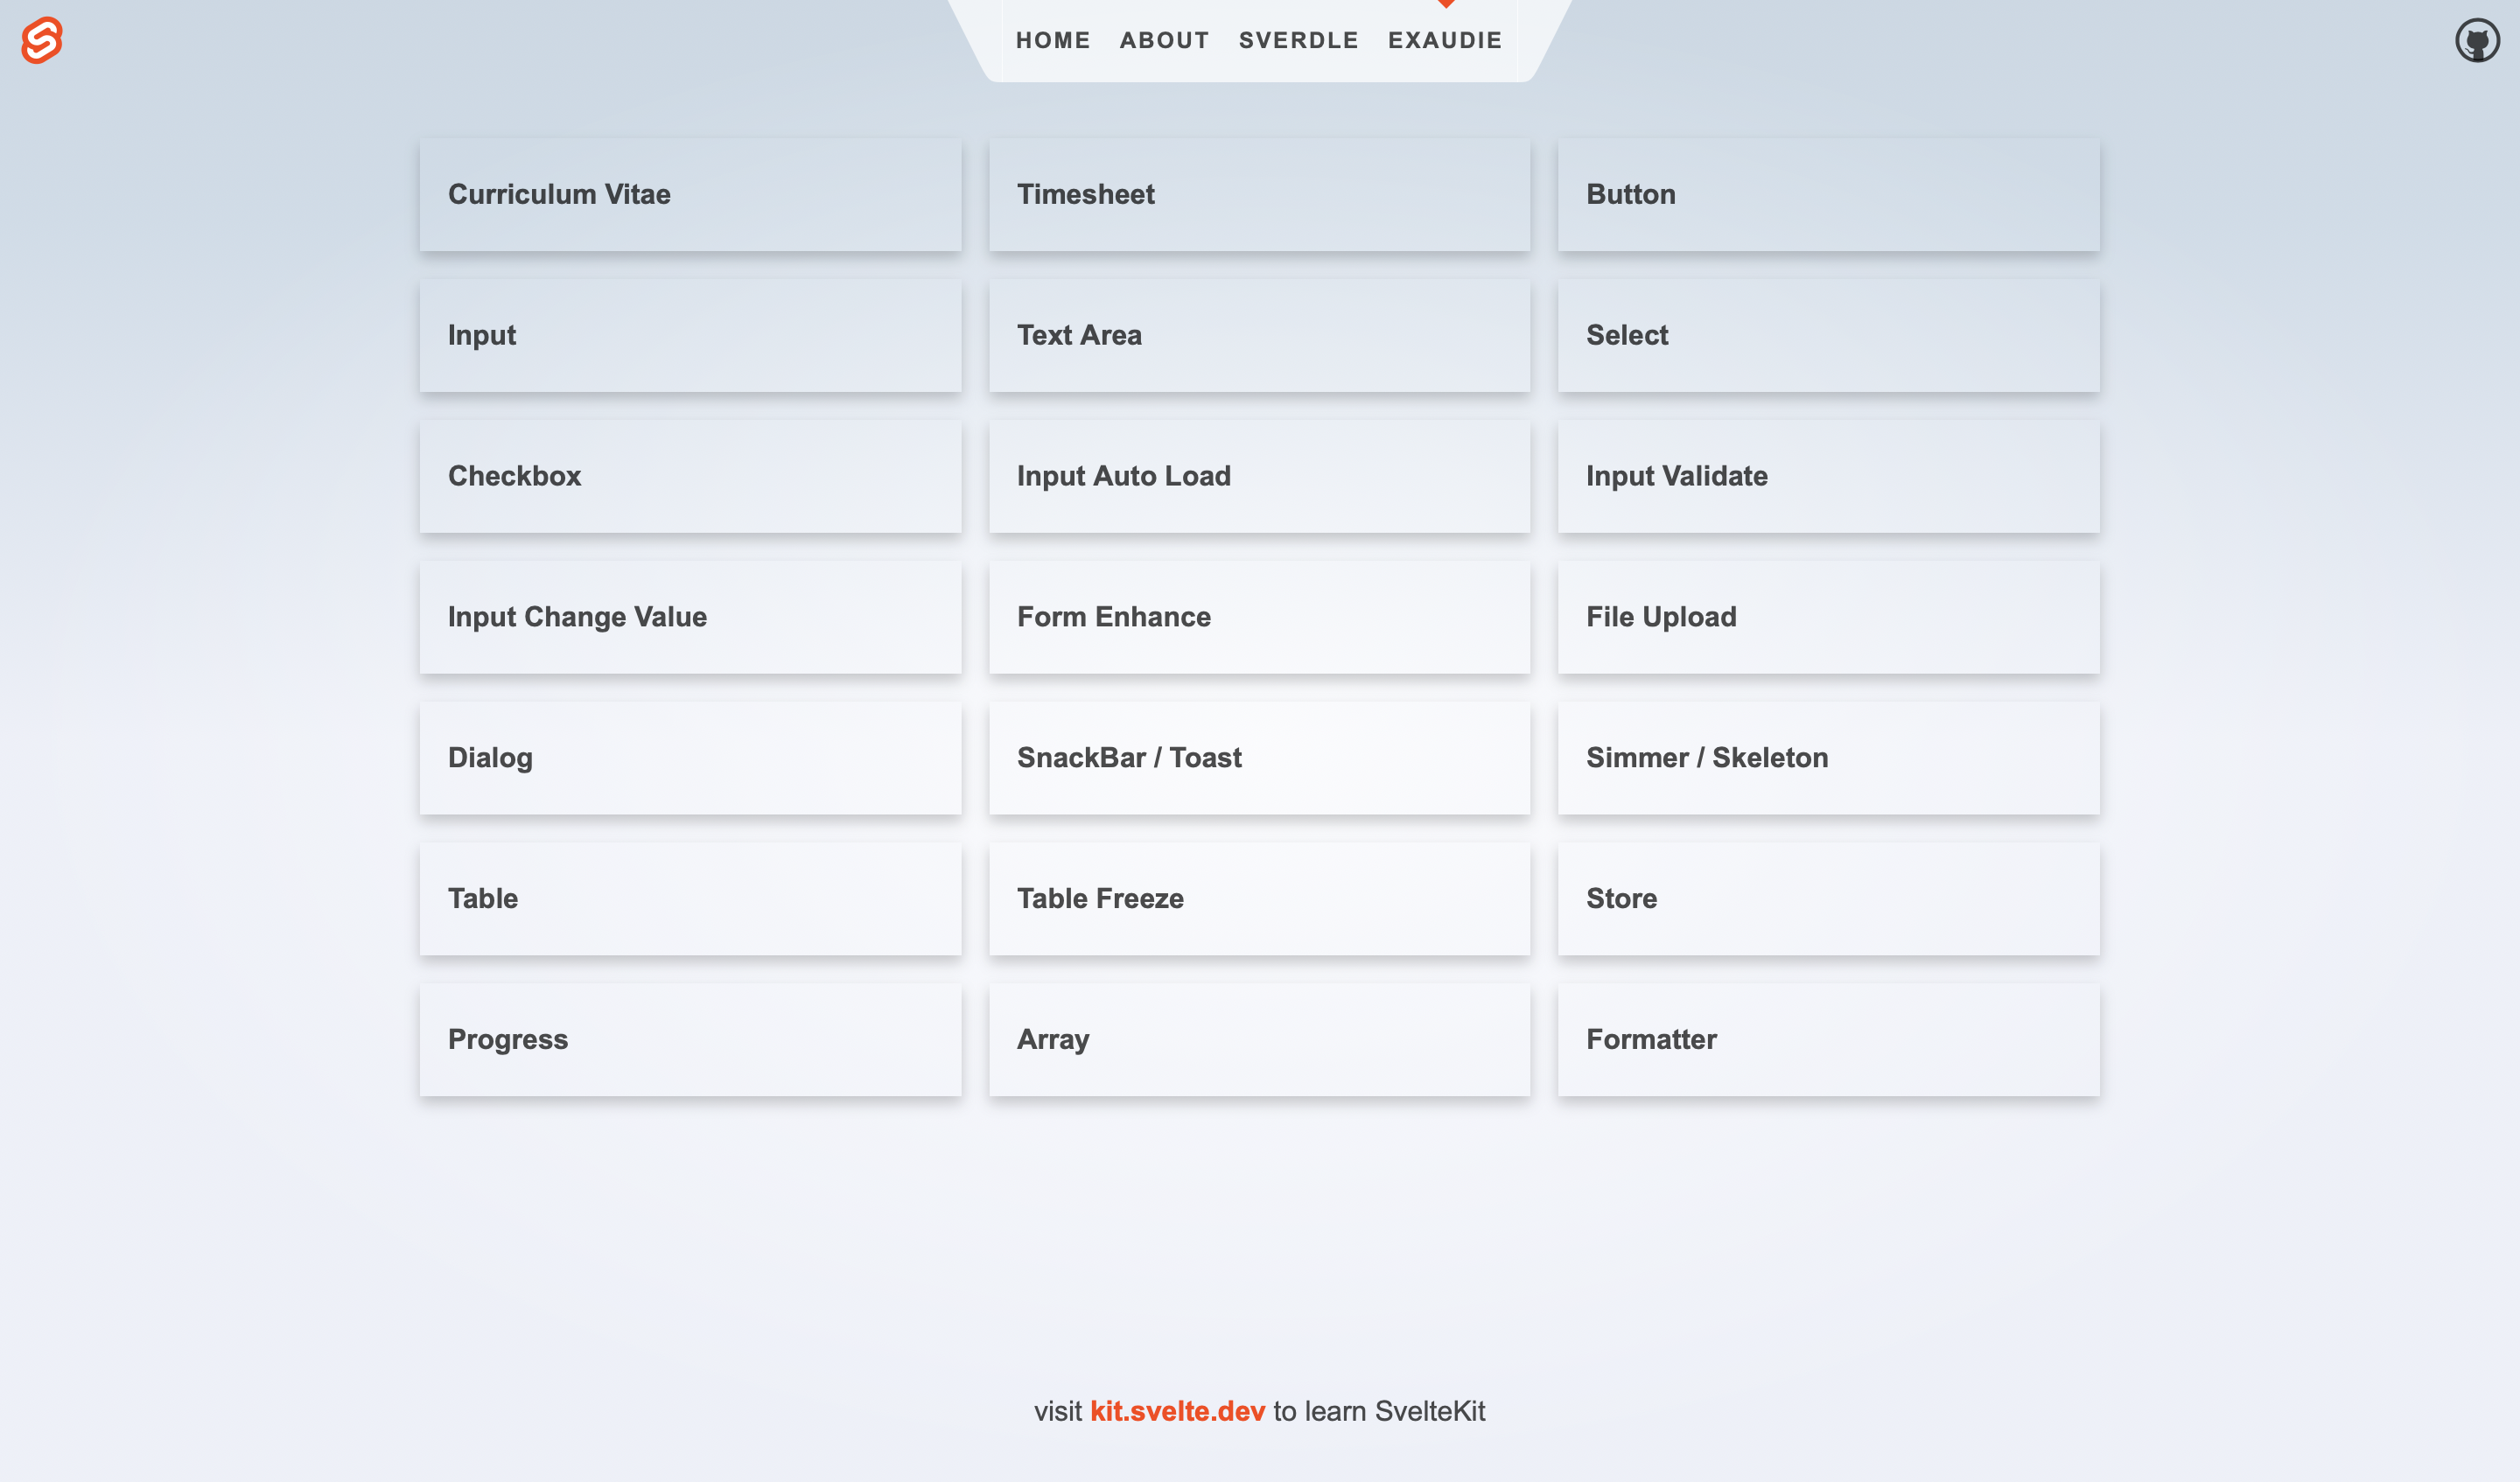 HOME ABOUT SVERDLE EXAUDIE
Curriculum Vitae
Timesheet
Button
Input
Text Area
Select
Checkbox
Input Auto Load
Input Validate
Input Change Value
Form Enhance
File Upload
Dialog
SnackBar / Toast
Simmer / Skeleton
Table
Table Freeze
Store
Progress
Array
Formatter
visit kit.svelte.dev to learn SvelteKit